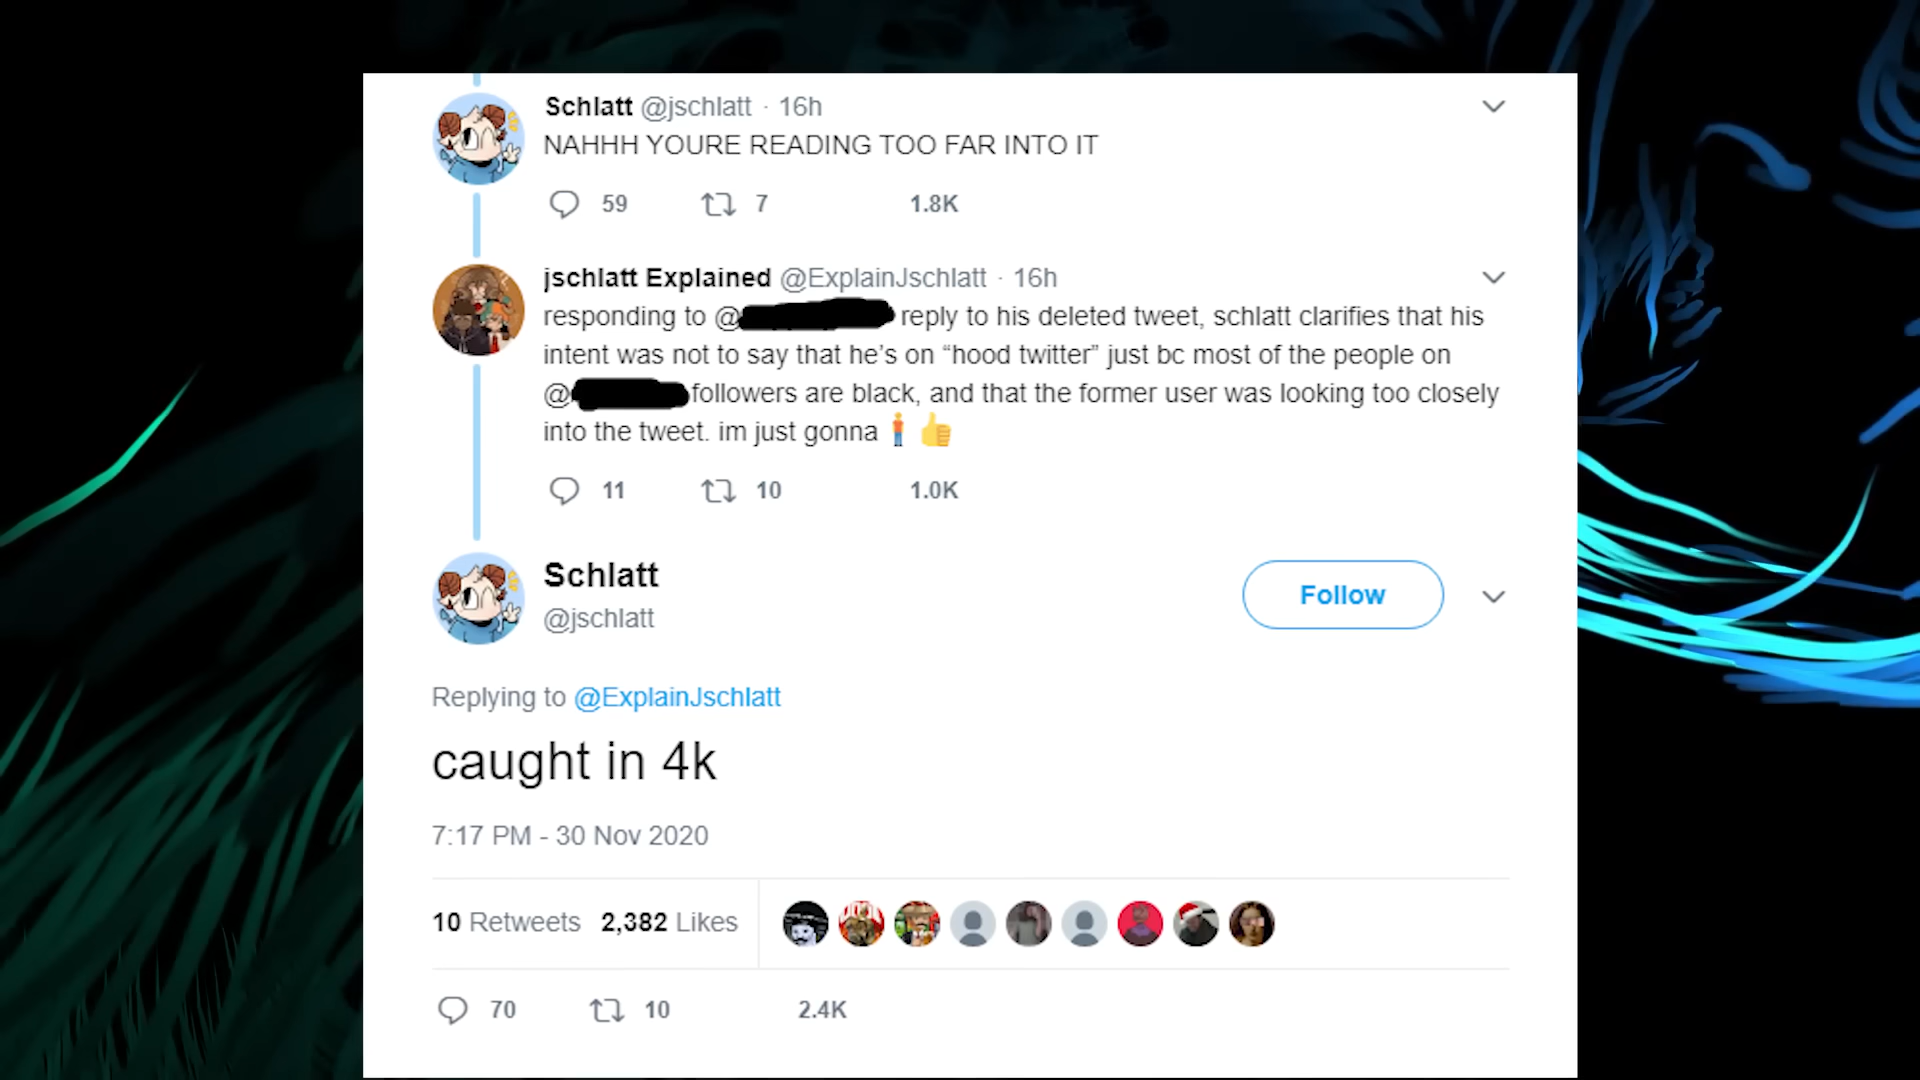 Schlatt @jschlatt · 16h
NAHHH YOURE READING TOO FAR INTO IT
59 7 1.8K
jschlatt Explained @ExplainJschlatt · 16h
responding to @ reply to his deleted tweet, schlatt clarifies that his
intent was not to say that he's on “hood twitter” just bc most of the people on
@ followers are black, and that the former user was looking too closely
into the tweet. im just gonna 🧍 👍
11 10 1.0K
Schlatt
@jschlatt
Follow
Replying to @ExplainJschlatt
caught in 4k
7:17 PM - 30 Nov 2020
10 Retweets 2,382 Likes
70 10 2.4K